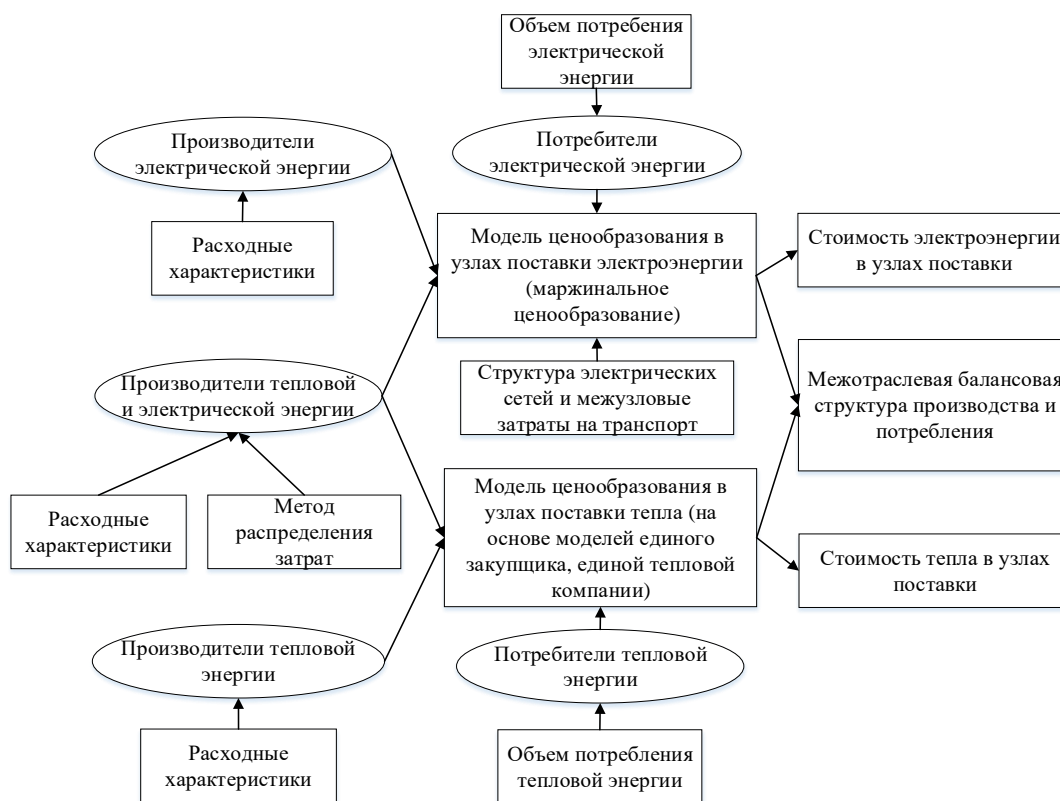 Объем потребения
электрической
энергии
Производители
электрической энергии
Потребители
электрической энергии
Расходные
характеристики
Модель ценообразования в
узлах поставки электроэнергии
(маржинальное
ценообразование)
Стоимость электроэнергии
в узлах поставки
Производители тепловой
и электрической энергии
Структура электрических
сетей и межузловые
затраты на транспорт
Межотраслевая балансовая
структура производства и
потребления
Расходные
характеристики
Метод
распределения
затрат
Модель ценообразования в
узлах поставки тепла (на
основе моделей единого
закупщика, единой тепловой
компании)
Стоимость тепла в узлах
поставки
Производители тепловой
энергии
Потребители тепловой
энергии
Расходные
характеристики
Объем потребления
тепловой энергии